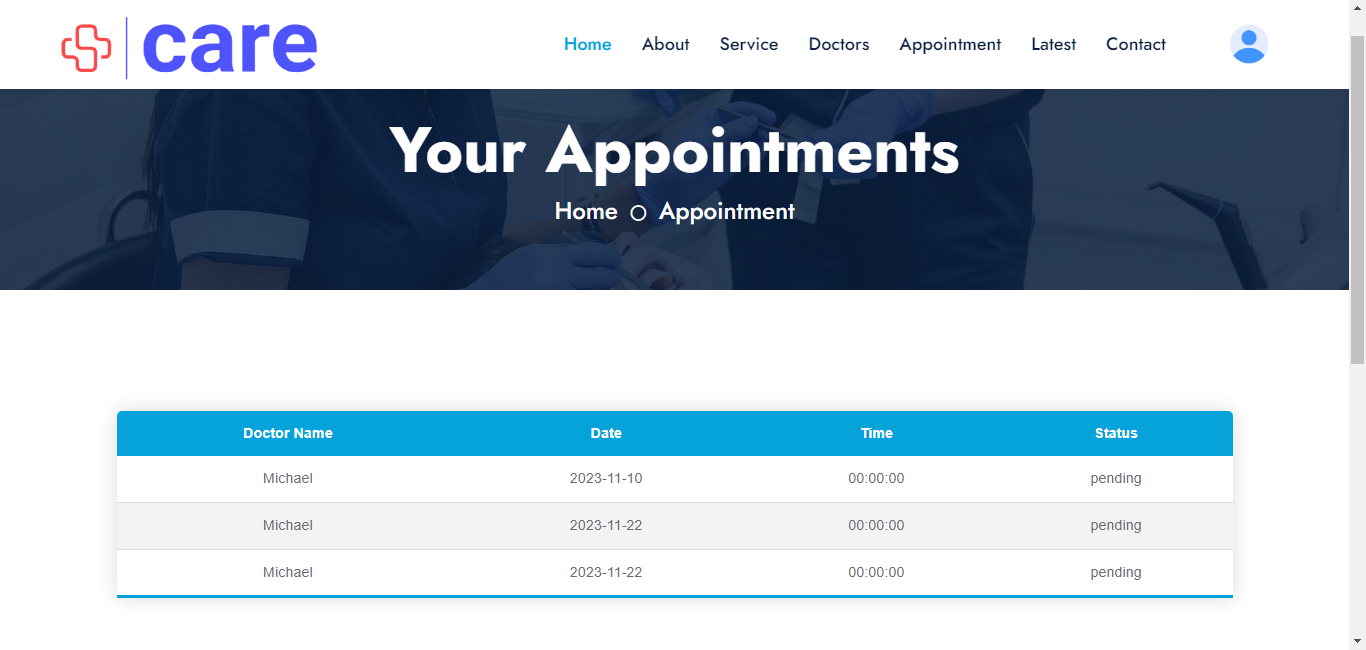 care
Home About Service Doctors Appointment Latest Contact
Your Appointments
Home Appointment
Doctor Name Date Time Status
Michael 2023-11-10 00:00:00 pending
Michael 2023-11-22 00:00:00 pending
Michael 2023-11-22 00:00:00 pending